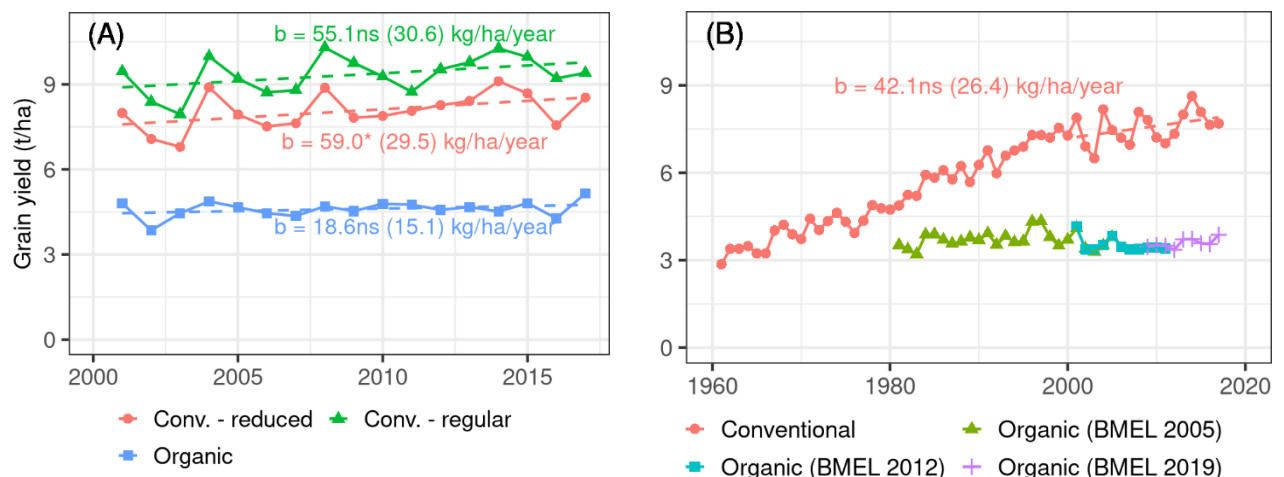 (A)
b = 55.1ns (30.6) kg/ha/year
b = 59.0* (29.5) kg/ha/year
b = 18.6ns (15.1) kg/ha/year
Grain yield (t/ha)
9
6
3
0
2000 2005 2010 2015
Conv. - reduced Conv. - regular
Organic
(B)
b = 42.1ns (26.4) kg/ha/year
9
6
3
0
1960 1980 2000 2020
Conventional Organic (BMEL 2005)
Organic (BMEL 2012) Organic (BMEL 2019)